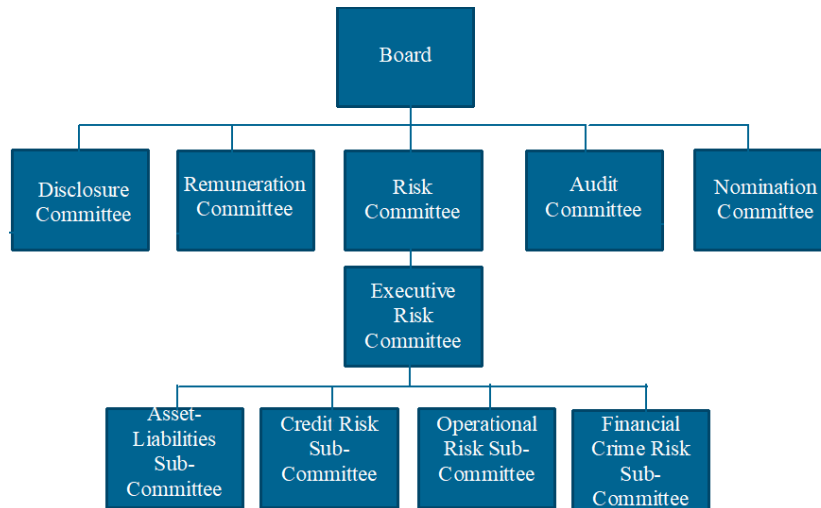 Board
Disclosure
Committee
Remuneration
Committee
Risk
Committee
Audit
Committee
Nomination
Committee
Executive
Risk
Committee
Asset-
Liabilities
Sub-
Committee
Credit Risk
Sub-
Committee
Operational
Risk Sub-
Committee
Financial
Crime Risk
Sub-
Committee